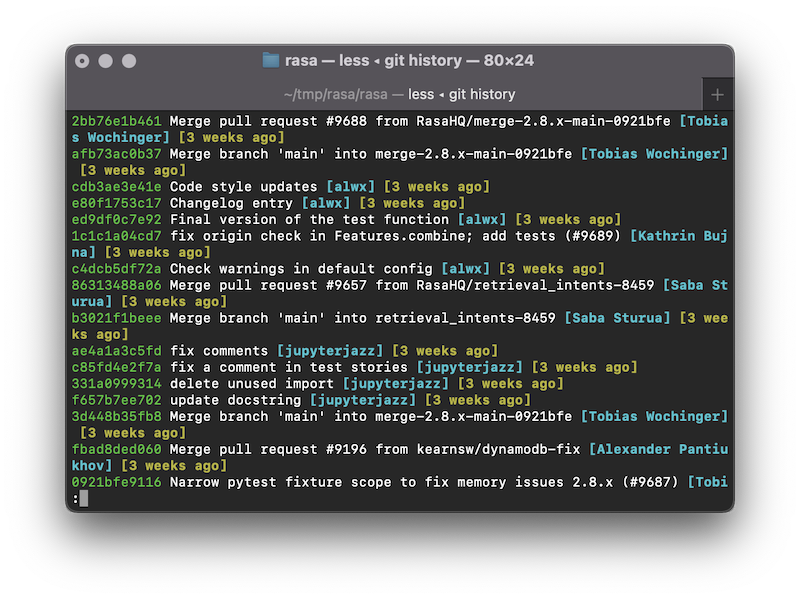 rasa — less ◂ git history — 80×24
~/tmp/rasa/rasa — less ◂ git history
2bb76e1b461 Merge pull request #9688 from RasaHQ/merge-2.8.x-main-0921bfe [Tobia
s Wochinger] [3 weeks ago]
afb73ac0b37 Merge branch 'main' into merge-2.8.x-main-0921bfe [Tobias Wochinger]
 [3 weeks ago]
cdb3ae3e41e Code style updates [alwx] [3 weeks ago]
e80f1753c17 Changelog entry [alwx] [3 weeks ago]
ed9df0c7e92 Final version of the test function [alwx] [3 weeks ago]
1c1c1a04cd7 fix origin check in Features.combine; add tests (#9689) [Kathrin Buj
na] [3 weeks ago]
c4dcb5df72a Check warnings in default config [alwx] [3 weeks ago]
86313488a06 Merge pull request #9657 from RasaHQ/retrieval_intents-8459 [Saba St
urua] [3 weeks ago]
b3021f1beee Merge branch 'main' into retrieval_intents-8459 [Saba Sturua] [3 wee
ks ago]
ae4a1a3c5fd fix comments [jupyterjazz] [3 weeks ago]
c85fd4e2f7a fix a comment in test stories [jupyterjazz] [3 weeks ago]
331a0999314 delete unused import [jupyterjazz] [3 weeks ago]
f657b7ee702 update docstring [jupyterjazz] [3 weeks ago]
3d448b35fb8 Merge branch 'main' into merge-2.8.x-main-0921bfe [Tobias Wochinger]
 [3 weeks ago]
fbad8ded060 Merge pull request #9196 from kearnsw/dynamodb-fix [Alexander Pantiu
khov] [3 weeks ago]
0921bfe9116 Narrow pytest fixture scope to fix memory issues 2.8.x (#9687) [Tobi
: